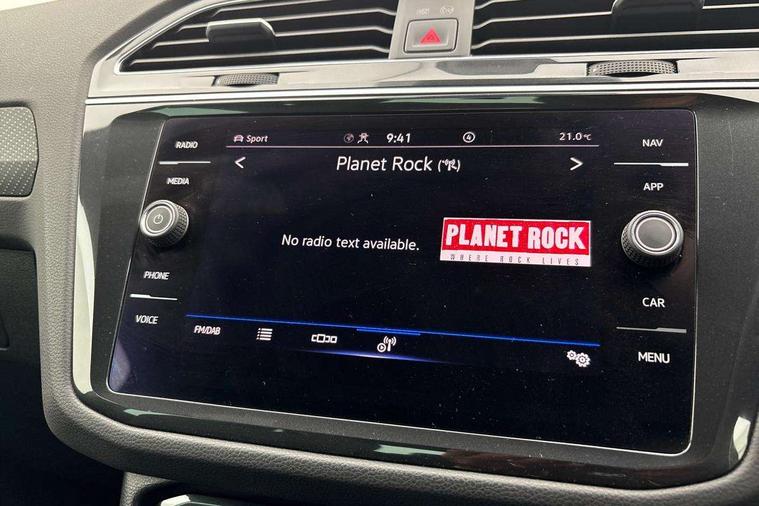 RADIO
MEDIA
PHONE
VOICE
Sport
9:41
4
21.0°C
Planet Rock
No radio text available.
PLANET ROCK
WHERE ROCK LIVES
FM/DAB
NAV
APP
CAR
MENU